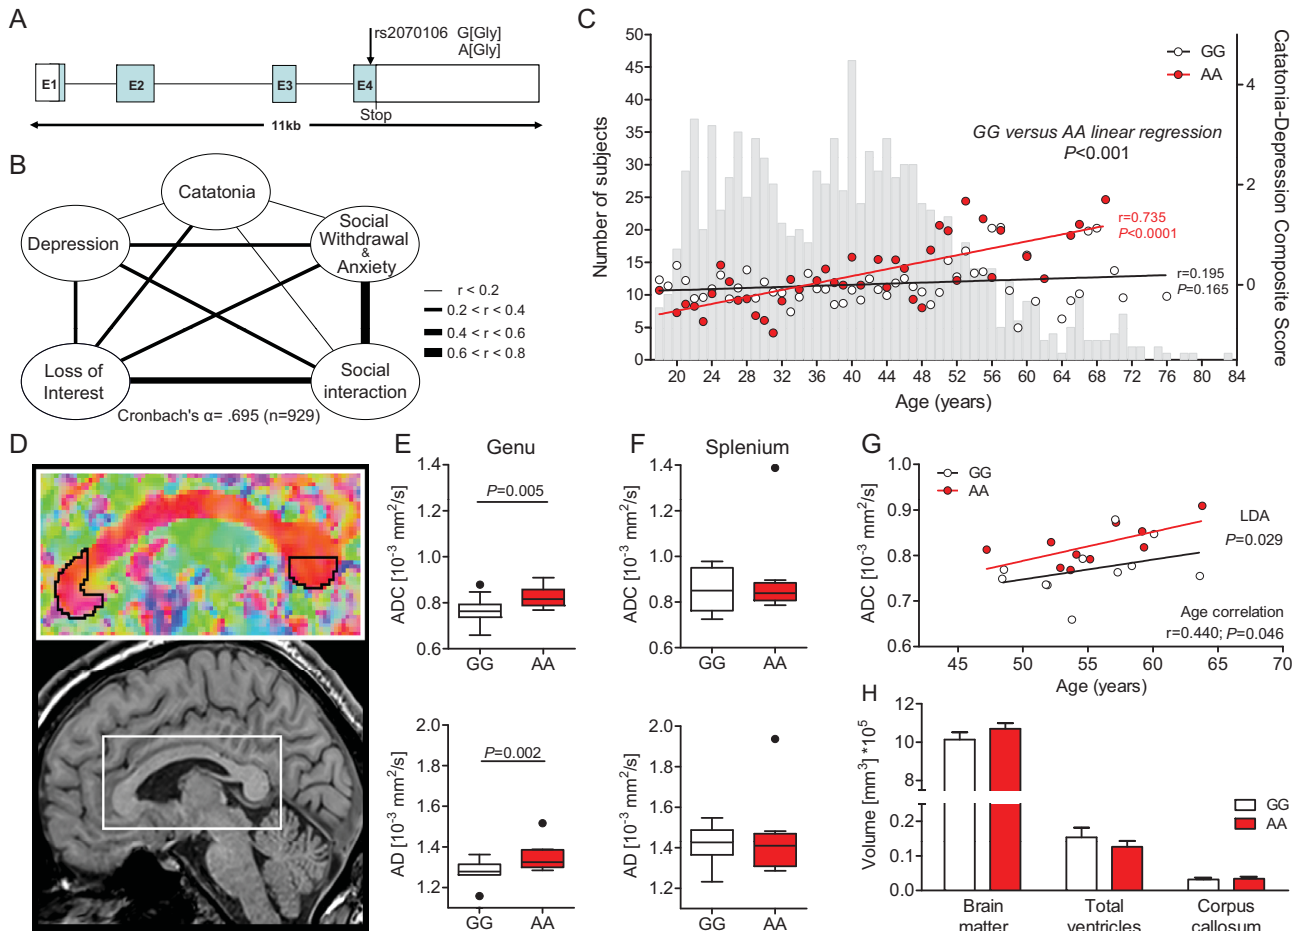 A
rs2070106 G[Gly]
A[Gly]
E1
E2
E3
E4
Stop
11kb
B
Catatonia
Depression
Social
Withdrawal
&
Anxiety
Loss of
Interest
Social
interaction
r < 0.2
0.2 < r < 0.4
0.4 < r < 0.6
0.6 < r < 0.8
Cronbach's α= .695 (n=929)
C
Number of subjects
50
45
40
35
30
25
20
15
10
5
0
GG
AA
GG versus AA linear regression
P<0.001
r=0.735
P<0.0001
r=0.195
P=0.165
4
2
0
Catatonia-Depression Composite Score
20 24 28 32 36 40 44 48 52 56 60 64 68 72 76 80 84
Age (years)
D
E
Genu
ADC [10⁻³ mm²/s]
1.4
1.2
1.0
0.8
0.6
P=0.005
GG AA
AD [10⁻³ mm²/s]
2.0
1.8
1.6
1.4
1.2
P=0.002
GG AA
F
Splenium
ADC [10⁻³ mm²/s]
1.4
1.2
1.0
0.8
0.6
GG AA
AD [10⁻³ mm²/s]
2.0
1.8
1.6
1.4
1.2
GG AA
G
ADC [10⁻³ mm²/s]
1.0
0.9
0.8
0.7
0.6
GG
AA
LDA
P=0.029
Age correlation
r=0.440; P=0.046
45 50 55 60 65 70
Age (years)
H
Volume [mm³] *10⁵
12
10
8
0.2
0.1
0.0
GG
AA
Brain
matter
Total
ventricles
Corpus
callosum